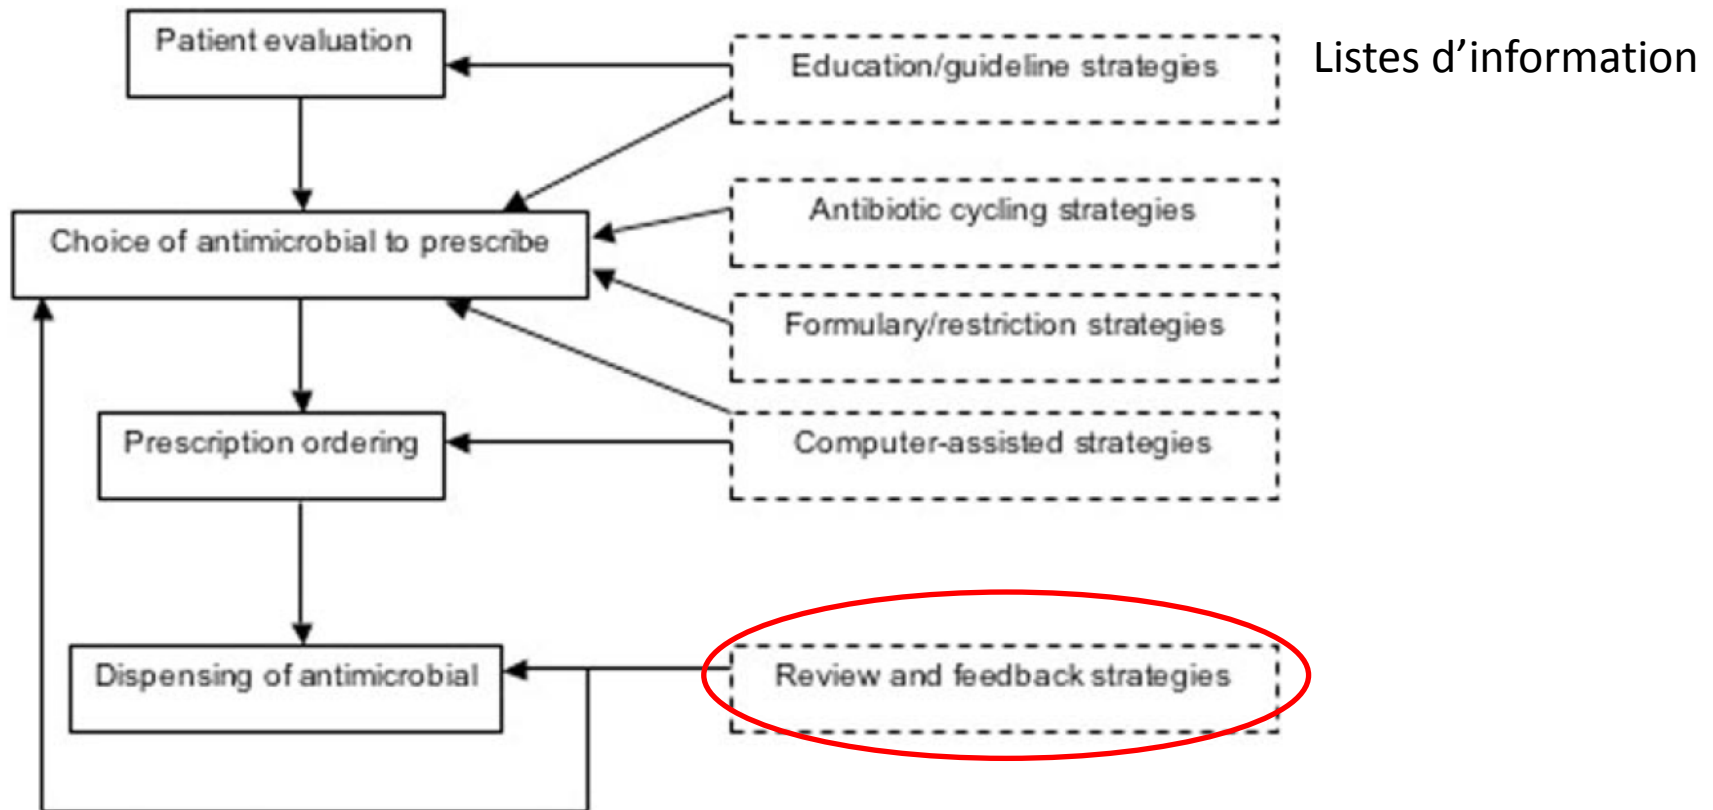 Patient evaluation
Education/guideline strategies
Listes d’information
Antibiotic cycling strategies
Choice of antimicrobial to prescribe
Formulary/restriction strategies
Prescription ordering
Computer-assisted strategies
Dispensing of antimicrobial
Review and feedback strategies